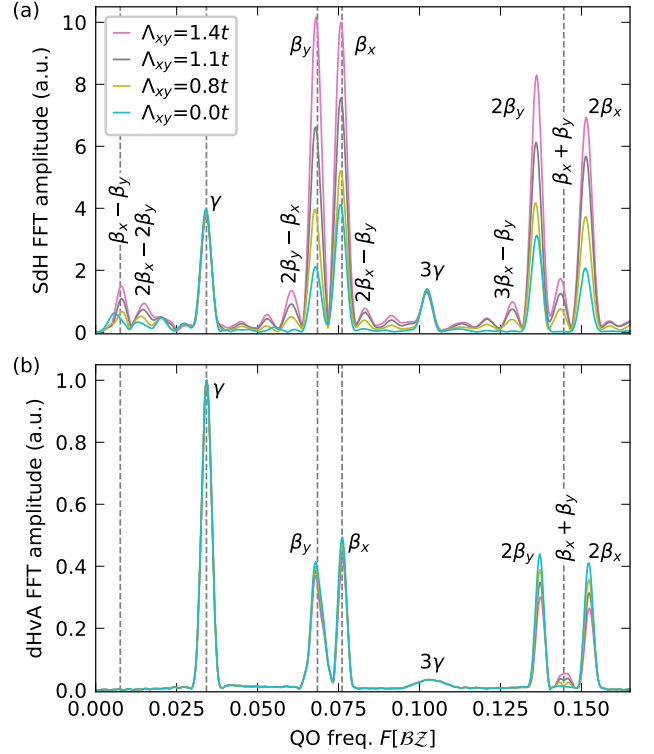 (a)
SdH FFT amplitude (a.u.)
10
8
6
4
2
0
Λxy=1.4t
Λxy=1.1t
Λxy=0.8t
Λxy=0.0t
βx − βy
2βx − 2βy
γ
2βy − βx
βy
βx
2βx − βy
3γ
3βx − βy
2βy
βx + βy
2βx
(b)
dHvA FFT amplitude (a.u.)
1.0
0.8
0.6
0.4
0.2
0.0
γ
βy
βx
3γ
2βy
βx + βy
2βx
0.000
0.025
0.050
0.075
0.100
0.125
0.150
QO freq. F[ℬ𝒵]